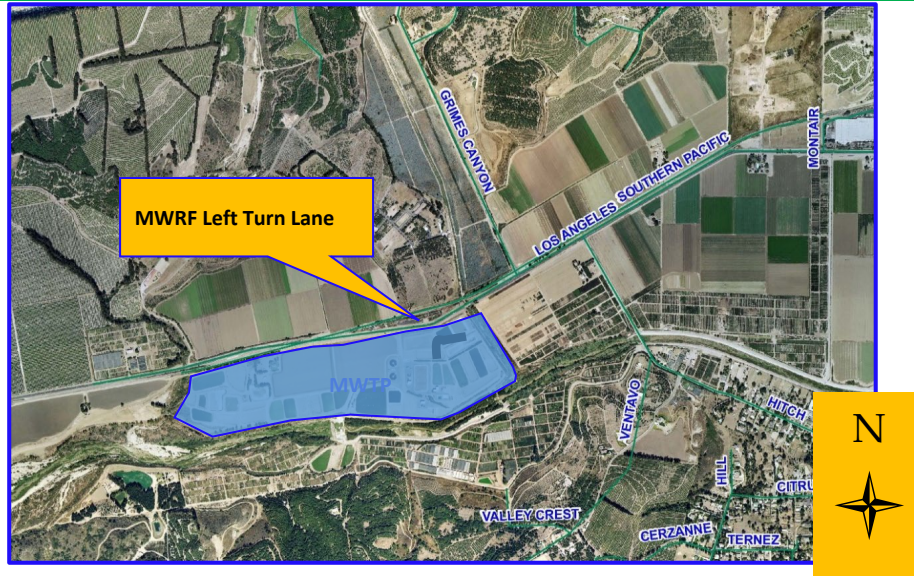 GRIMES CANYON
MONTAIR
LOS ANGELES SOUTHERN PACIFIC
MWRF Left Turn Lane
MWTP
VENTAVO
HITCH
N
HILL
CITRU
VALLEY CREST
CERZANNE
TERNEZ